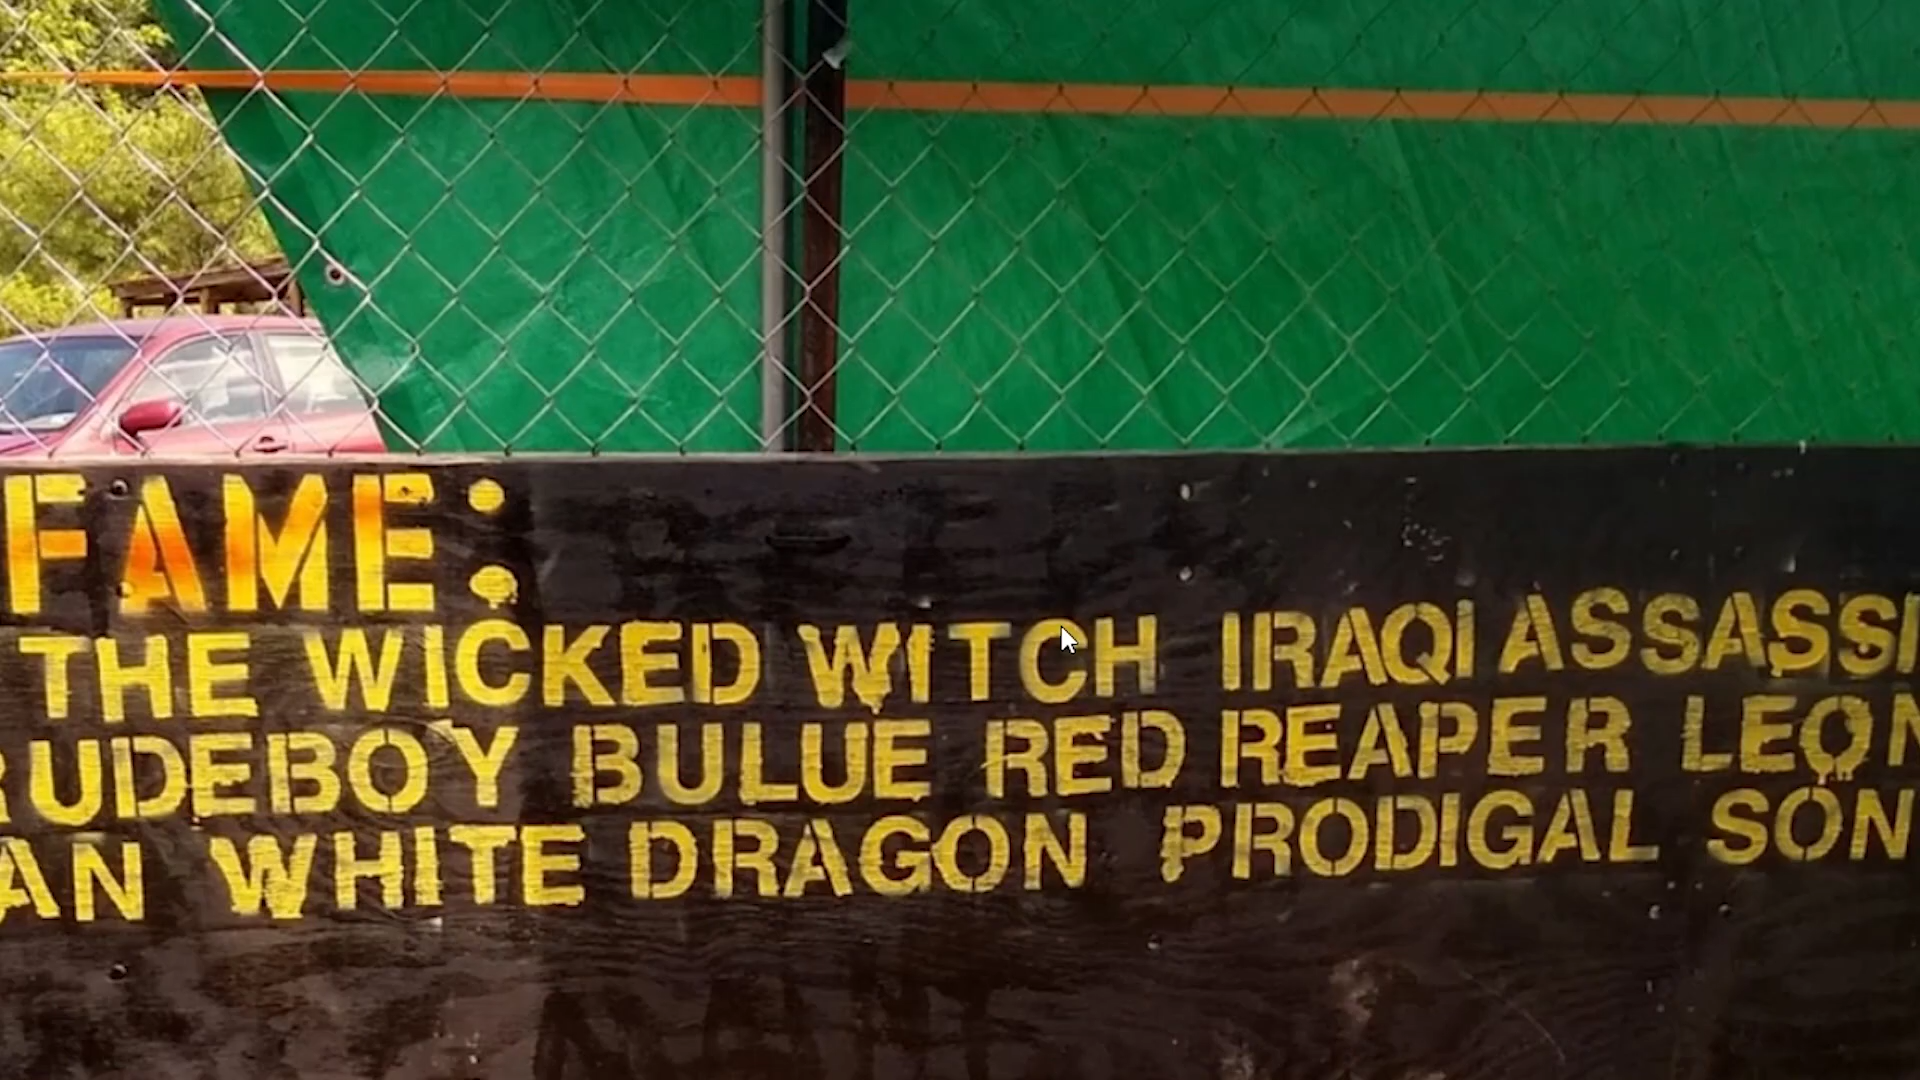 FAME:
THE WICKED WITCH IRAQI ASSASSI
RUDEBOY BULUE RED REAPER LEON
AN WHITE DRAGON PRODIGAL SON